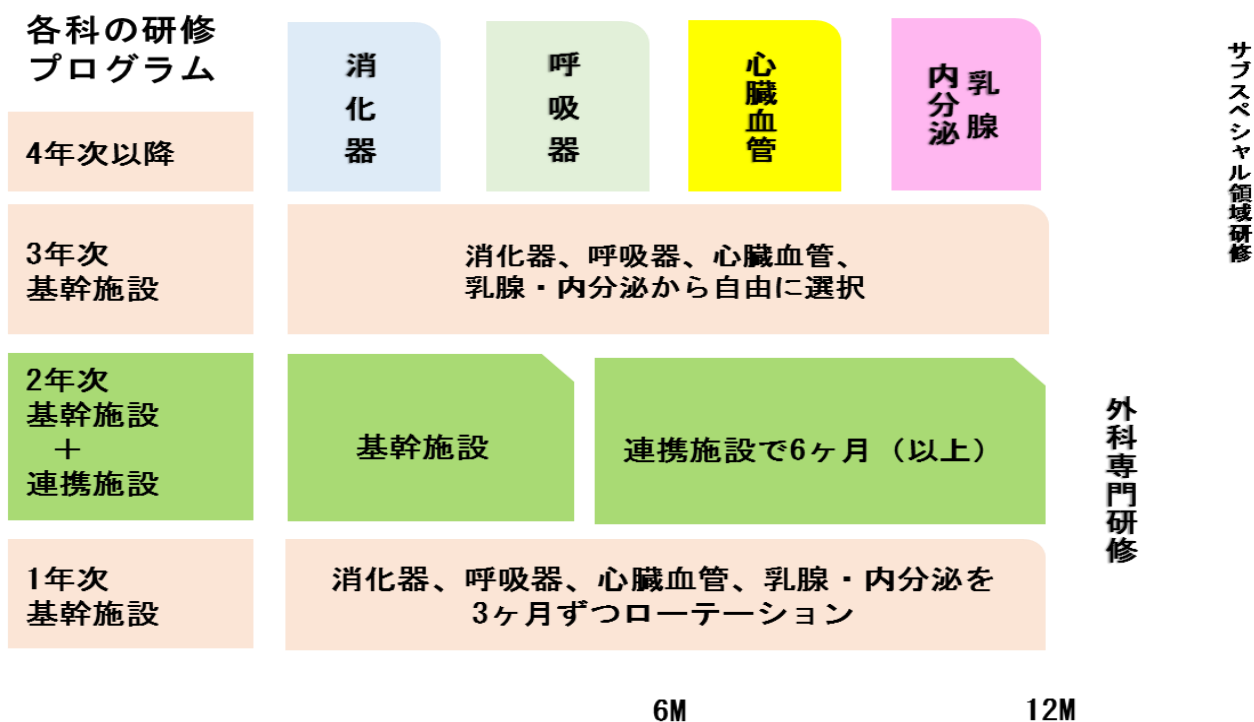 各科の研修
プログラム
消化器
呼吸器
心臓血管
乳腺
内分泌
4年次以降
3年次
基幹施設
消化器、呼吸器、心臓血管、
乳腺・内分泌から自由に選択
2年次
基幹施設
＋
連携施設
基幹施設
連携施設で6ヶ月（以上）
1年次
基幹施設
消化器、呼吸器、心臓血管、乳腺・内分泌を
3ヶ月ずつローテーション
サブスペシャル領域研修
外科専門研修
6M
12M